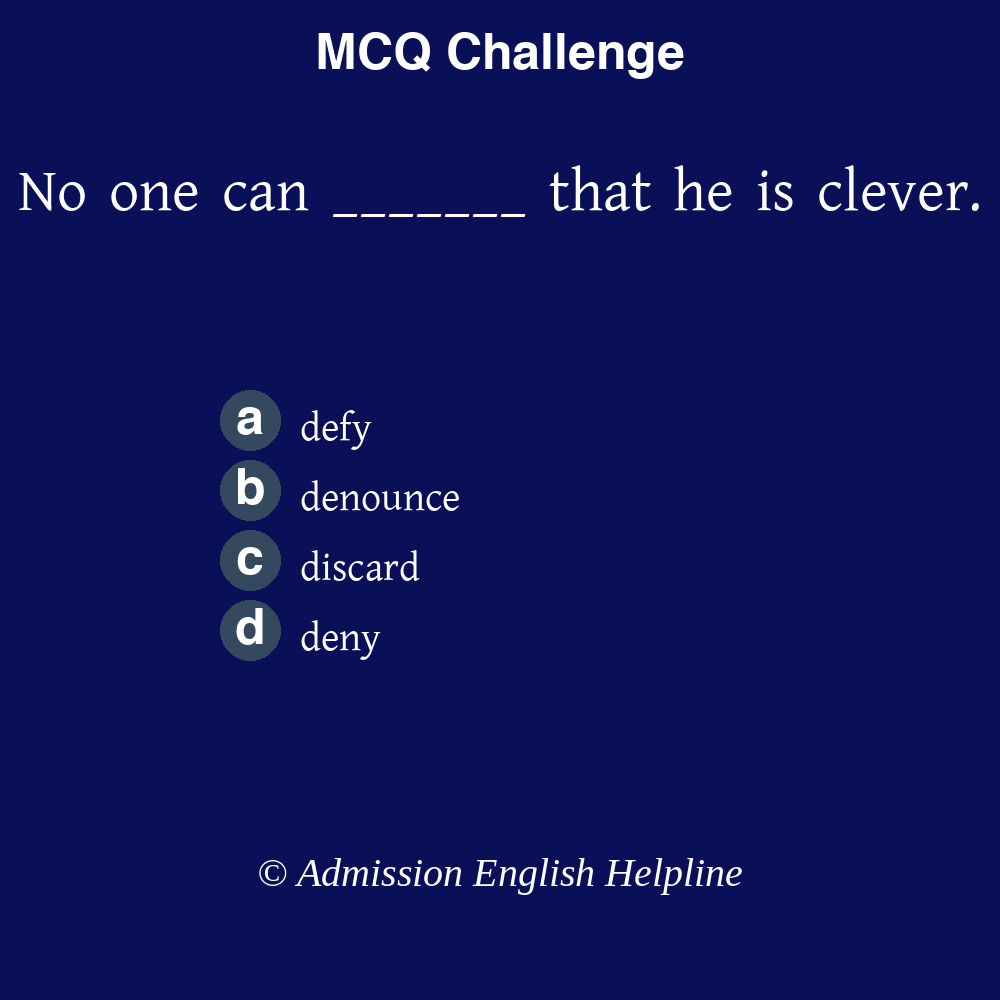 MCQ Challenge
No one can _______ that he is clever.
a defy
b denounce
c discard
d deny
© Admission English Helpline